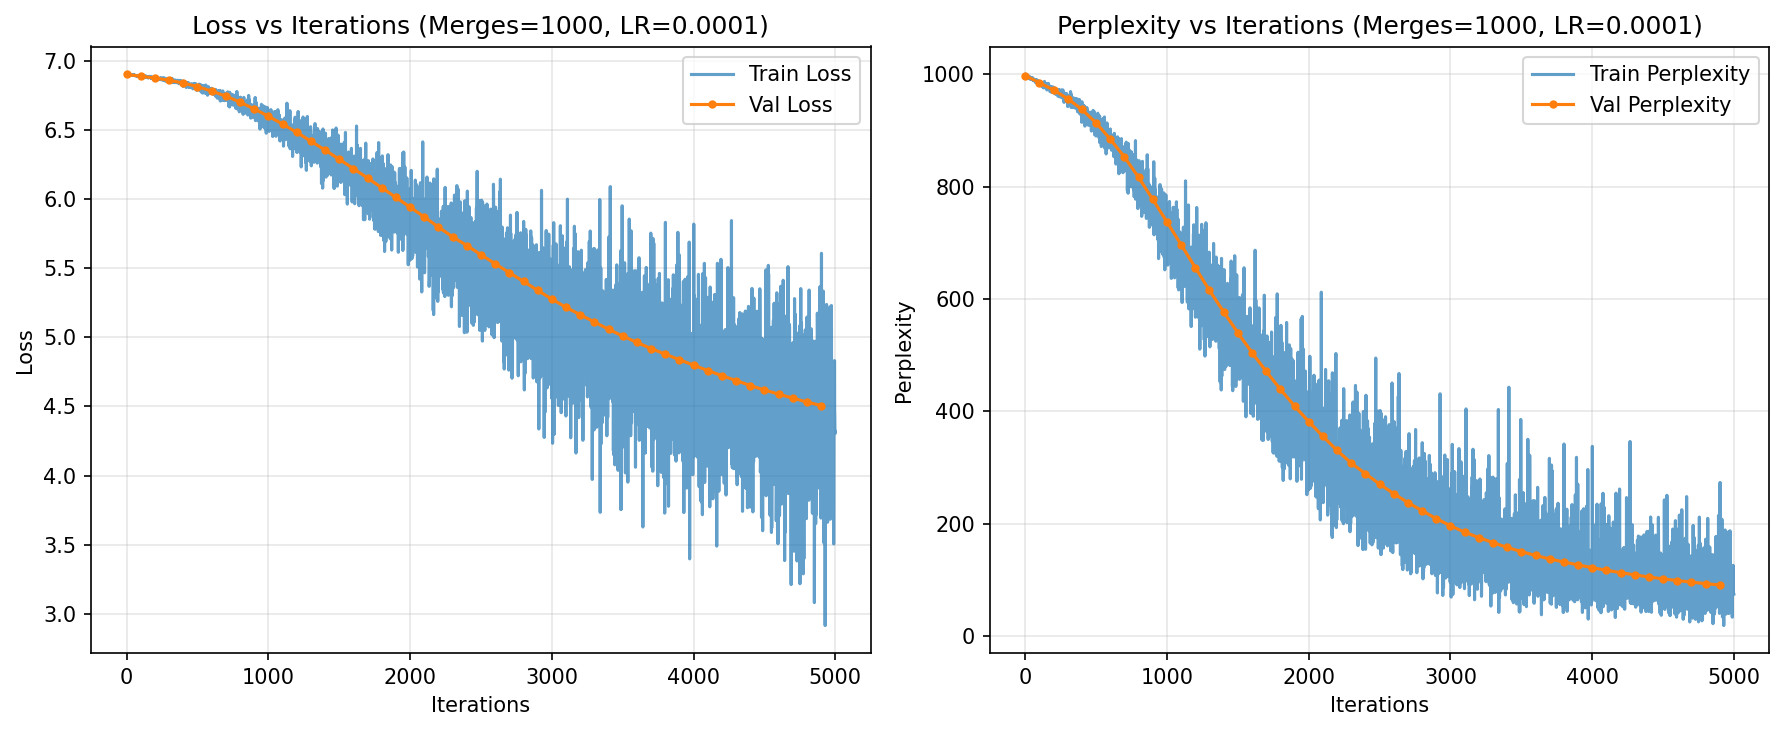 Loss vs Iterations (Merges=1000, LR=0.0001)
7.0
6.5
6.0
5.5
5.0
4.5
4.0
3.5
3.0
Loss
0 1000 2000 3000 4000 5000
Iterations
Train Loss
Val Loss
Perplexity vs Iterations (Merges=1000, LR=0.0001)
1000
800
600
400
200
0
Perplexity
0 1000 2000 3000 4000 5000
Iterations
Train Perplexity
Val Perplexity